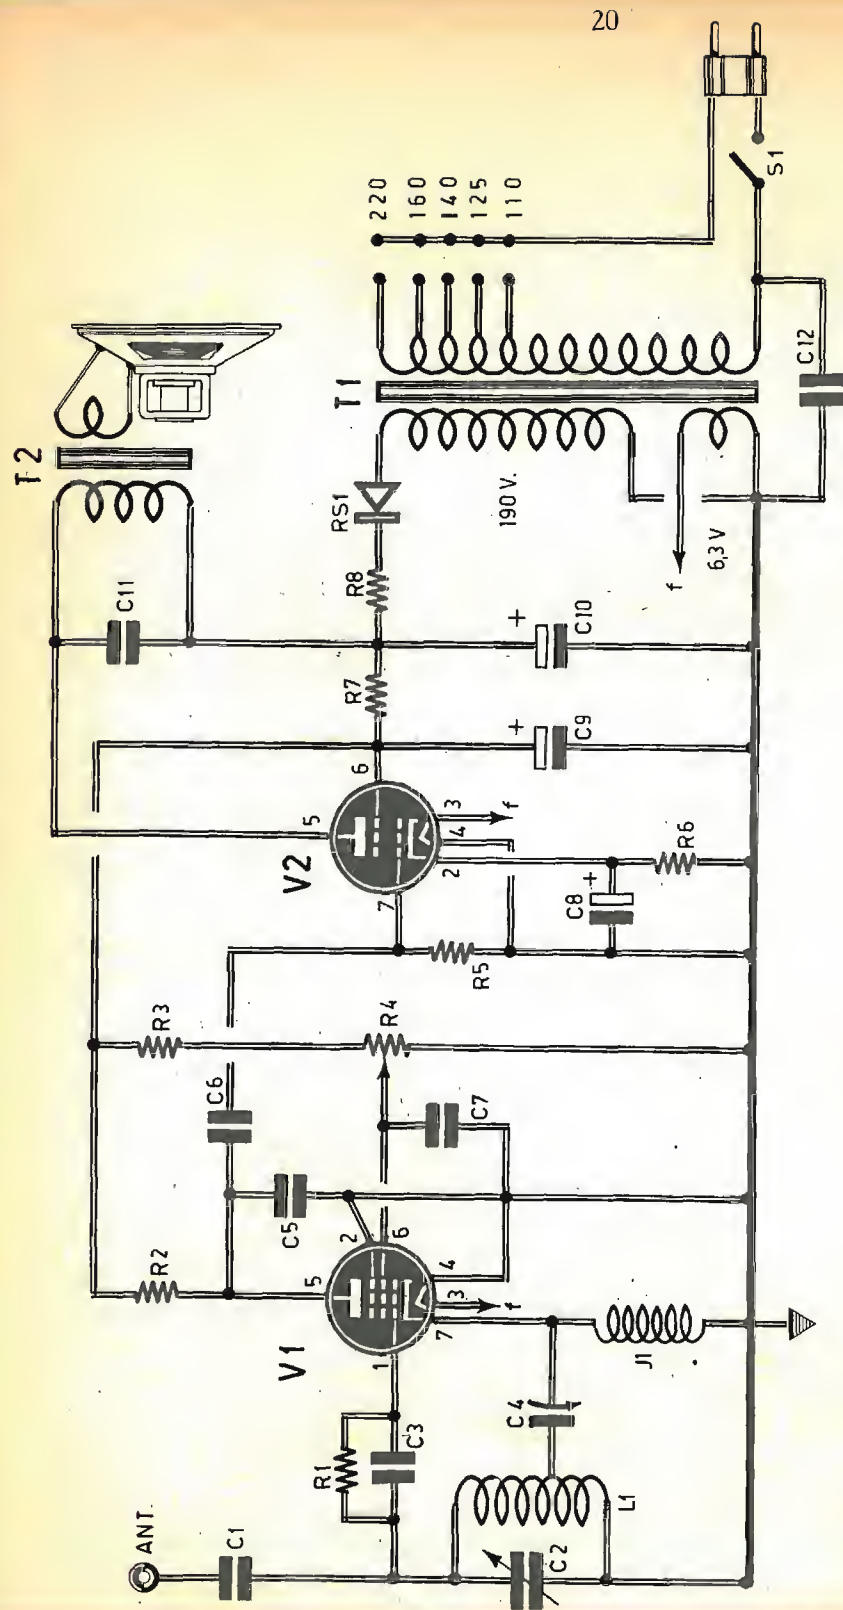 20
ANT.
C1
R1
C3
C2
L1
C4
J1
V1
1
2
3
4
5
6
7
f
R2
C5
C6
C7
R3
R4
R5
V2
5
6
7
2
4
3
f
C8
+
R6
R7
R8
C9
+
C10
+
C11
T2
RS1
T1
190 V.
6,3 V
f
220
160
140
125
110
S1
C12